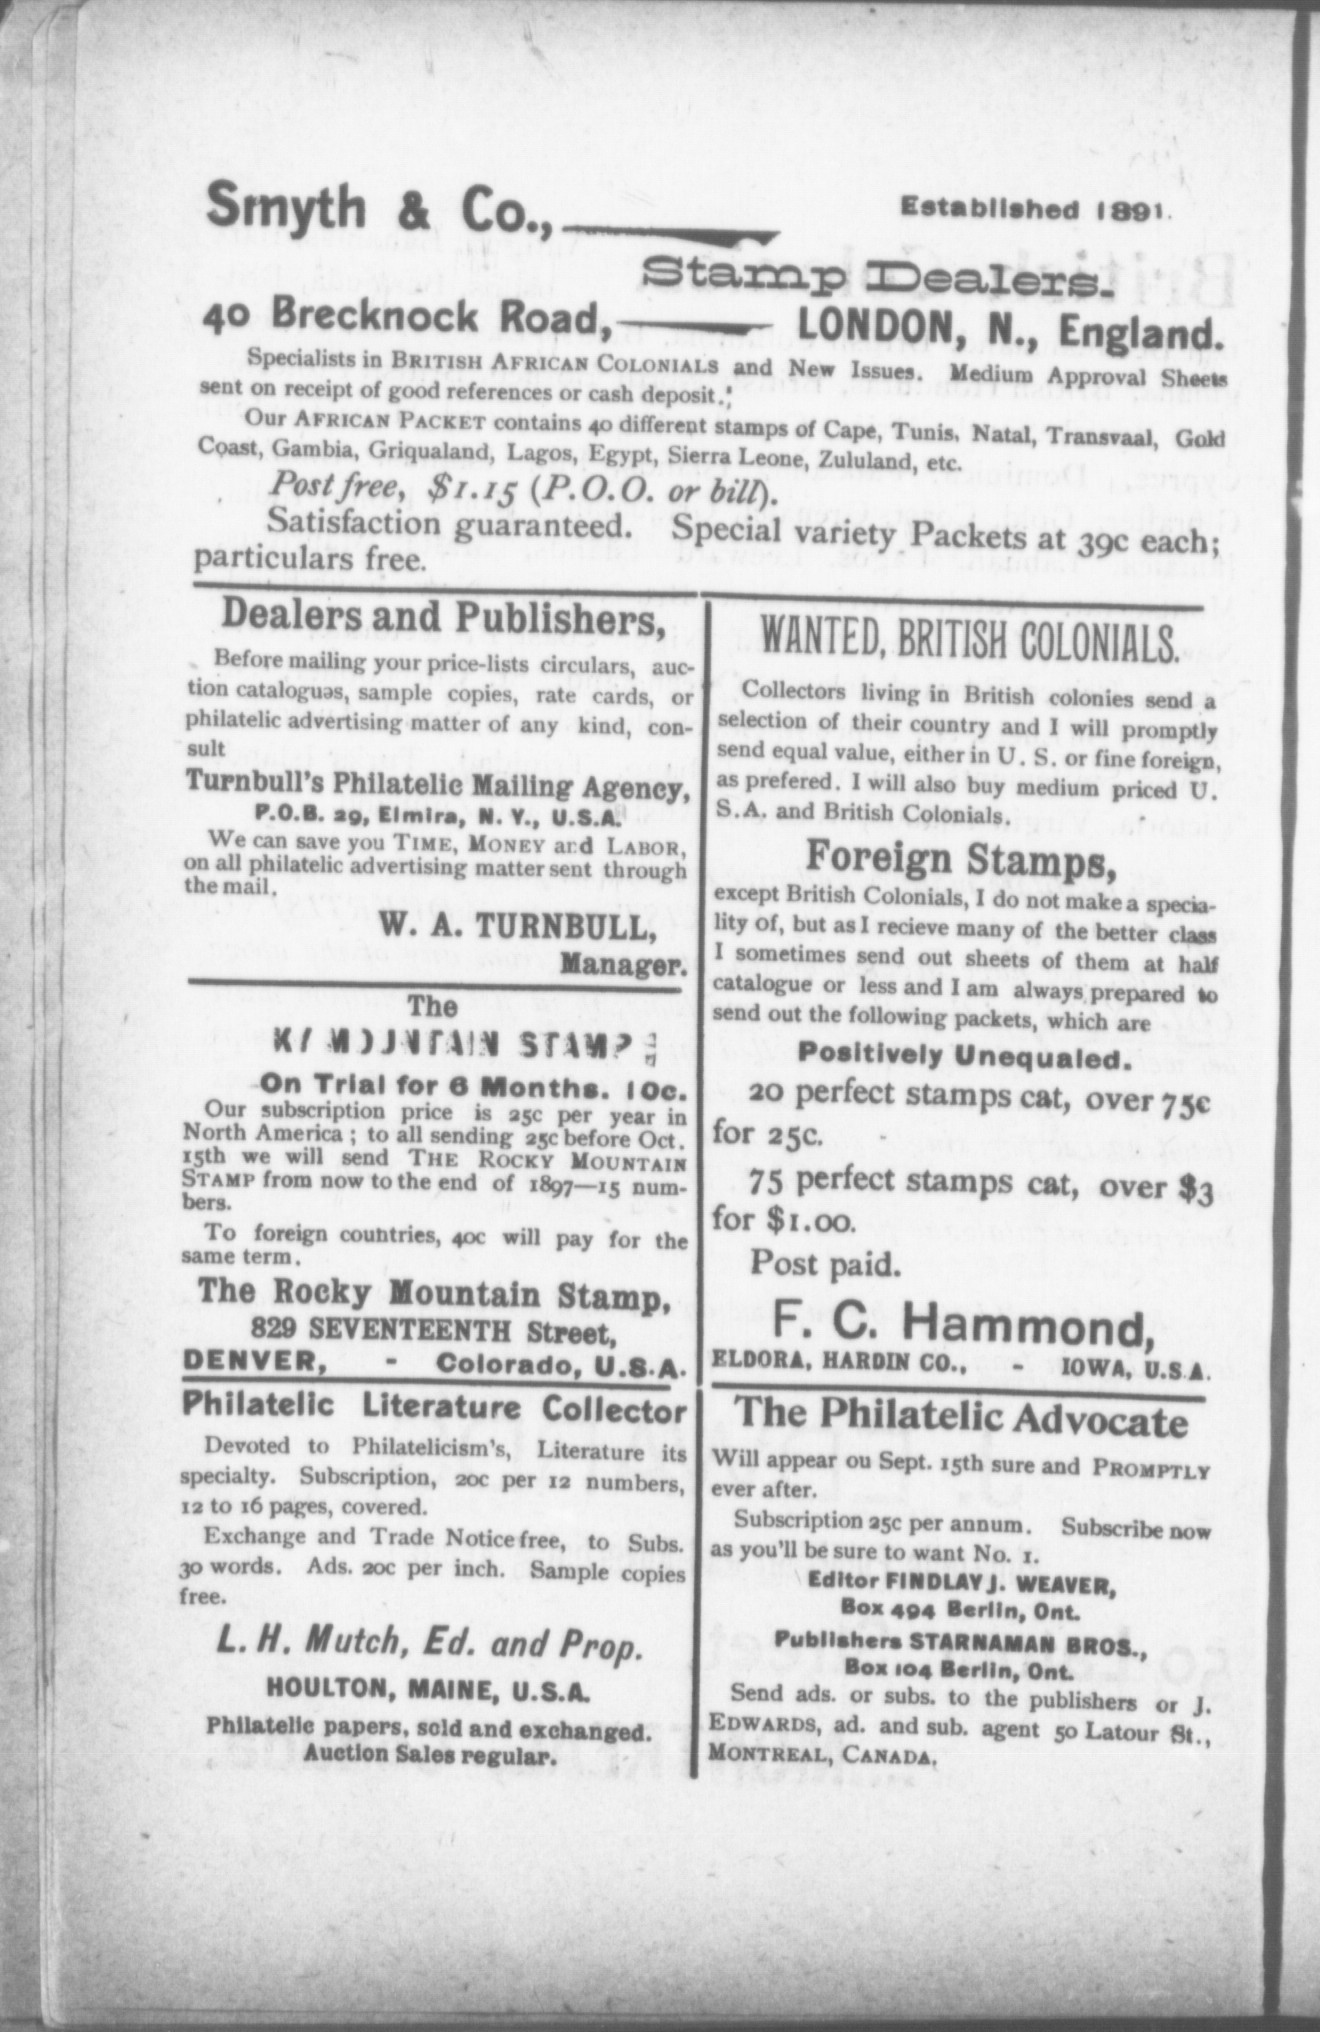 Smyth & Co.,
Established 1891.
Stamp Dealers.
40 Brecknock Road, LONDON, N., England.
Specialists in BRITISH AFRICAN COLONIALS and New Issues. Medium Approval Sheets
sent on receipt of good references or cash deposit.
Our AFRICAN PACKET contains 40 different stamps of Cape, Tunis, Natal, Transvaal, Gold
Coast, Gambia, Griqualand, Lagos, Egypt, Sierra Leone, Zululand, etc.
Post free, $1.15 (P.O.O. or bill).
Satisfaction guaranteed. Special variety Packets at 39c each;
particulars free.
Dealers and Publishers,
Before mailing your price-lists circulars, auc-
tion catalogues, sample copies, rate cards, or
philatelic advertising matter of any kind, con-
sult
Turnbull's Philatelic Mailing Agency,
P.O.B. 29, Elmira, N. Y., U.S.A.
We can save you TIME, MONEY and LABOR,
on all philatelic advertising matter sent through
the mail.
W. A. TURNBULL,
Manager.
The
MOUNTAIN STAMP
On Trial for 6 Months. 10c.
Our subscription price is 25c per year in
North America; to all sending 25c before Oct.
15th we will send THE ROCKY MOUNTAIN
STAMP from now to the end of 1897—15 num-
bers.
To foreign countries, 40c will pay for the
same term.
The Rocky Mountain Stamp,
829 SEVENTEENTH Street,
DENVER, - Colorado, U.S.A.
Philatelic Literature Collector
Devoted to Philatelicism's, Literature its
specialty. Subscription, 20c per 12 numbers,
12 to 16 pages, covered.
Exchange and Trade Notice free, to Subs.
30 words. Ads. 20c per inch. Sample copies
free.
L. H. Mutch, Ed. and Prop.
HOULTON, MAINE, U.S.A.
Philatelic papers, sold and exchanged.
Auction Sales regular.
WANTED, BRITISH COLONIALS.
Collectors living in British colonies send a
selection of their country and I will promptly
send equal value, either in U. S. or fine foreign,
as prefered. I will also buy medium priced U.
S.A. and British Colonials.
Foreign Stamps,
except British Colonials, I do not make a specia-
lity of, but as I recieve many of the better class
I sometimes send out sheets of them at half
catalogue or less and I am always prepared to
send out the following packets, which are
Positively Unequaled.
20 perfect stamps cat, over 75c
for 25c.
75 perfect stamps cat, over $3
for $1.00.
Post paid.
F. C. Hammond,
ELDORA, HARDIN CO., - IOWA, U.S.A.
The Philatelic Advocate
Will appear ou Sept. 15th sure and PROMPTLY
ever after.
Subscription 25c per annum. Subscribe now
as you'll be sure to want No. 1.
Editor FINDLAY J. WEAVER,
Box 494 Berlin, Ont.
Publishers STARNAMAN BROS.,
Box 104 Berlin, Ont.
Send ads. or subs. to the publishers or J.
EDWARDS, ad. and sub. agent 50 Latour St.,
MONTREAL, CANADA.